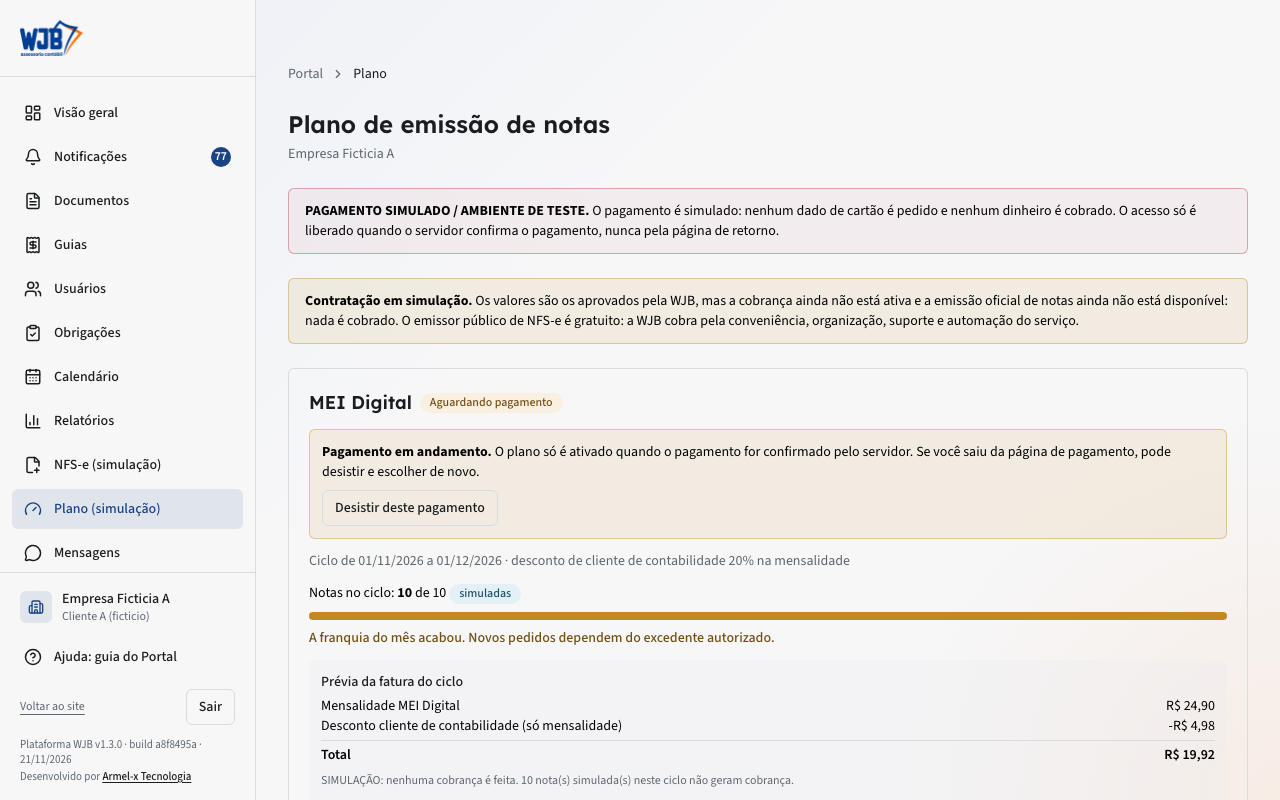 WJB
assessoria contábil
Visão geral
Notificações 77
Documentos
Guias
Usuários
Obrigações
Calendário
Relatórios
NFS-e (simulação)
Plano (simulação)
Mensagens
Empresa Ficticia A
Cliente A (ficticio)
Ajuda: guia do Portal
Voltar ao site Sair
Plataforma WJB v1.3.0 · build a8f8495a ·
21/11/2026
Desenvolvido por Armel-x Tecnologia
Portal > Plano
Plano de emissão de notas
Empresa Ficticia A
PAGAMENTO SIMULADO / AMBIENTE DE TESTE. O pagamento é simulado: nenhum dado de cartão é pedido e nenhum dinheiro é cobrado. O acesso só é
liberado quando o servidor confirma o pagamento, nunca pela página de retorno.
Contratação em simulação. Os valores são os aprovados pela WJB, mas a cobrança ainda não está ativa e a emissão oficial de notas ainda não está disponível:
nada é cobrado. O emissor público de NFS-e é gratuito: a WJB cobra pela conveniência, organização, suporte e automação do serviço.
MEI Digital Aguardando pagamento
Pagamento em andamento. O plano só é ativado quando o pagamento for confirmado pelo servidor. Se você saiu da página de pagamento, pode
desistir e escolher de novo.
Desistir deste pagamento
Ciclo de 01/11/2026 a 01/12/2026 · desconto de cliente de contabilidade 20% na mensalidade
Notas no ciclo: 10 de 10 simuladas
A franquia do mês acabou. Novos pedidos dependem do excedente autorizado.
Prévia da fatura do ciclo
Mensalidade MEI Digital R$ 24,90
Desconto cliente de contabilidade (só mensalidade) -R$ 4,98
Total R$ 19,92
SIMULAÇÃO: nenhuma cobrança é feita. 10 nota(s) simulada(s) neste ciclo não geram cobrança.